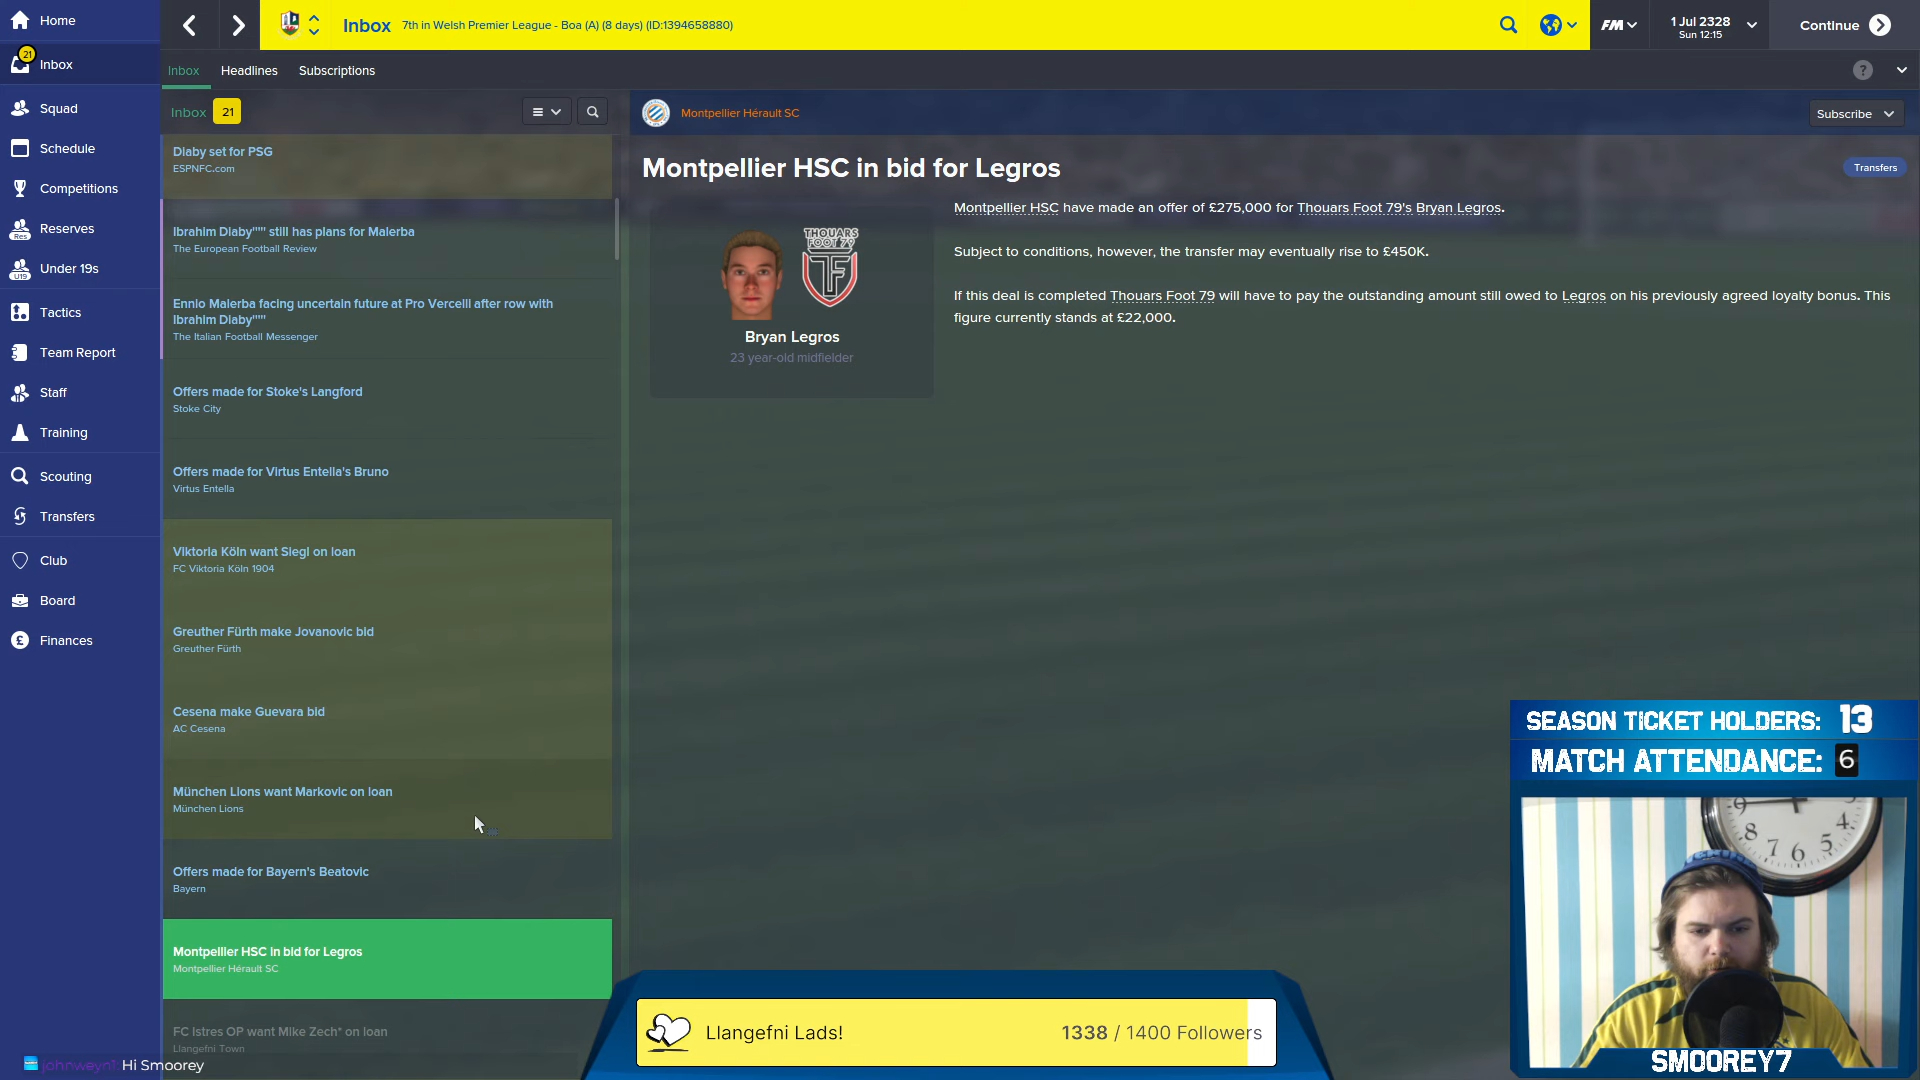 Home
Inbox
21
Squad
Schedule
Competitions
Reserves
Res
Under 19s
U19
Tactics
Team Report
Staff
Training
Scouting
Transfers
Club
Board
Finances
Inbox
7th in Welsh Premier League - Boa (A) (8 days) (ID:1394658880)
FM
1 Jul 2328
Sun 12:15
Continue
Inbox
Headlines
Subscriptions
?
Inbox
21
Diaby set for PSG
ESPNFC.com
Ibrahim Diaby"''" still has plans for Malerba
The European Football Review
Ennio Malerba facing uncertain future at Pro Vercelli after row with
Ibrahim Diaby"''"
The Italian Football Messenger
Offers made for Stoke's Langford
Stoke City
Offers made for Virtus Entella's Bruno
Virtus Entella
Viktoria Köln want Siegl on loan
FC Viktoria Köln 1904
Greuther Fürth make Jovanovic bid
Greuther Fürth
Cesena make Guevara bid
AC Cesena
München Lions want Markovic on loan
München Lions
Offers made for Bayern's Beatovic
Bayern
Montpellier HSC in bid for Legros
Montpellier Hérault SC
FC Istres OP want Mike Zech* on loan
Llangefni Town
Montpellier Hérault SC
Subscribe
Montpellier HSC in bid for Legros
Transfers
THOUARS
FOOT 79
TF
Bryan Legros
23 year-old midfielder
Montpellier HSC have made an offer of £275,000 for Thouars Foot 79's Bryan Legros.
Subject to conditions, however, the transfer may eventually rise to £450K.
If this deal is completed Thouars Foot 79 will have to pay the outstanding amount still owed to Legros on his previously agreed loyalty bonus. This
figure currently stands at £22,000.
SEASON TICKET HOLDERS: 13
MATCH ATTENDANCE: 6
9
8
7
6
5
4
3
SMOOREY7
Llangefni Lads!
1338 / 1400 Followers
johnweyn1: Hi Smoorey